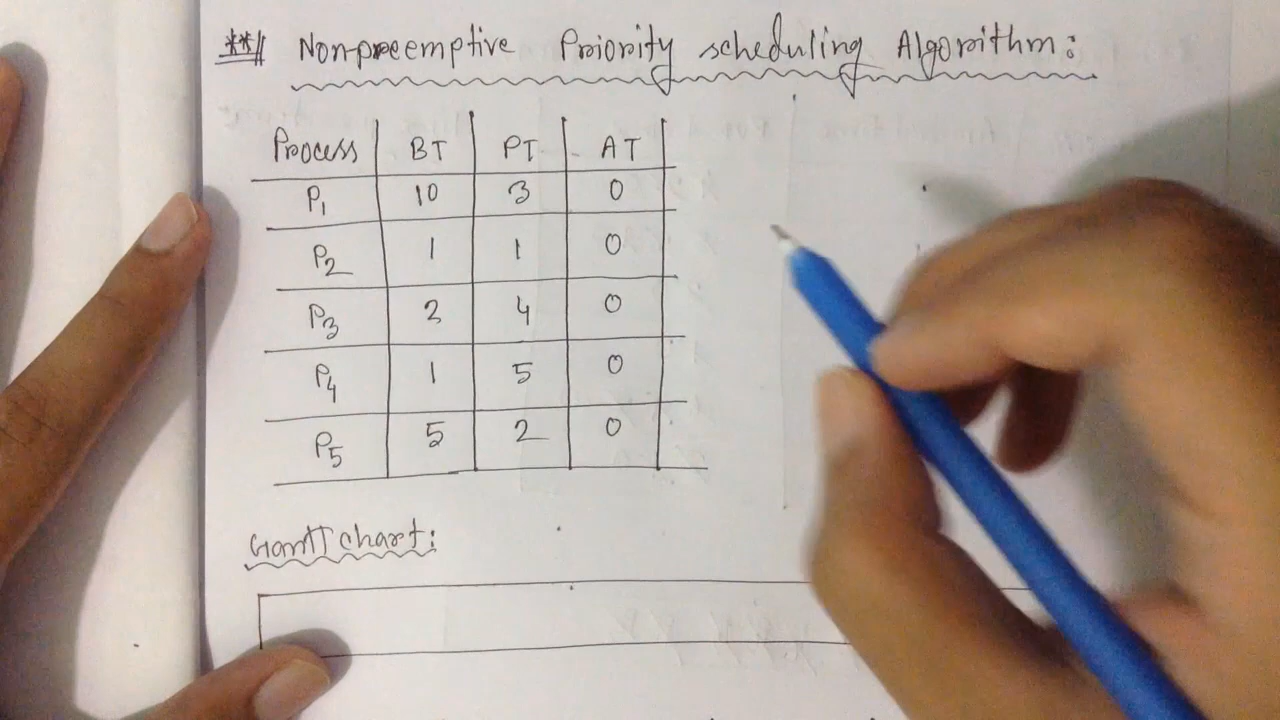 **// Non-preemptive Priority scheduling Algorithm:
Process BT PT AT
P1 10 3 0
P2 1 1 0
P3 2 4 0
P4 1 5 0
P5 5 2 0
Gantt chart: